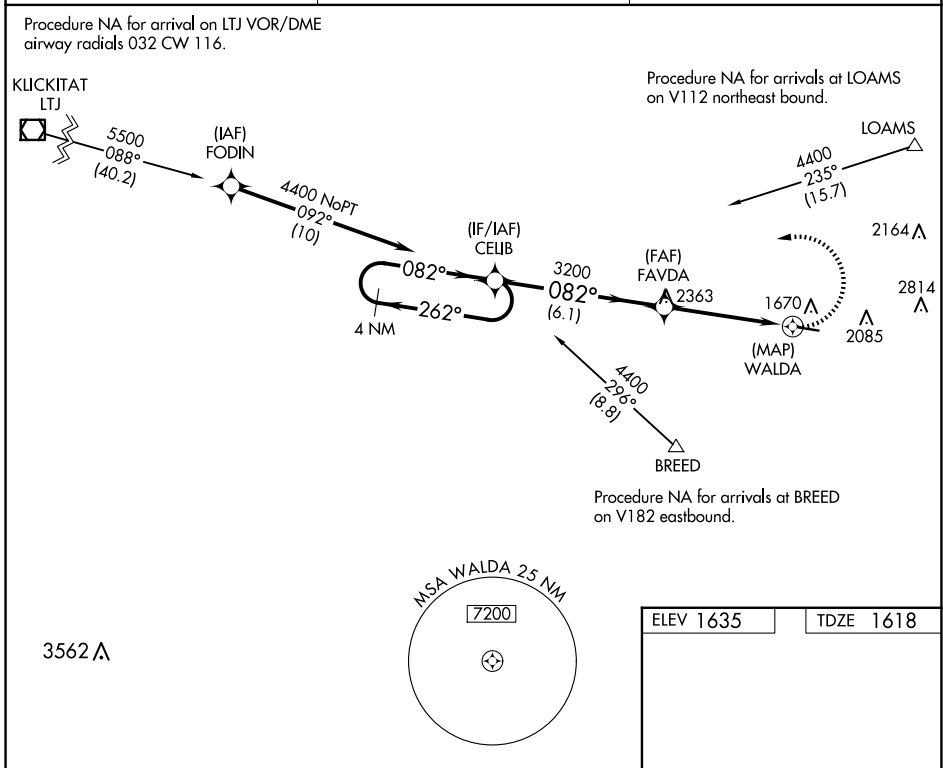 Procedure NA for arrival on LTJ VOR/DME
airway radials 032 CW 116.
KLICKITAT
LTJ
5500
088°
(40.2)
(IAF)
FODIN
4400 NoPT
092°
(10)
Procedure NA for arrivals at LOAMS
on V112 northeast bound.
LOAMS
4400
235°
(15.7)
(IF/IAF)
CELIB
082°
262°
4 NM
3200
082°
(6.1)
(FAF)
FAVDA
2363
1670
(MAP)
WALDA
2164
2814
2085
4400
296°
(8.8)
BREED
Procedure NA for arrivals at BREED
on V182 eastbound.
MSA WALDA 25 NM
7200
3562
ELEV 1635
TDZE 1618